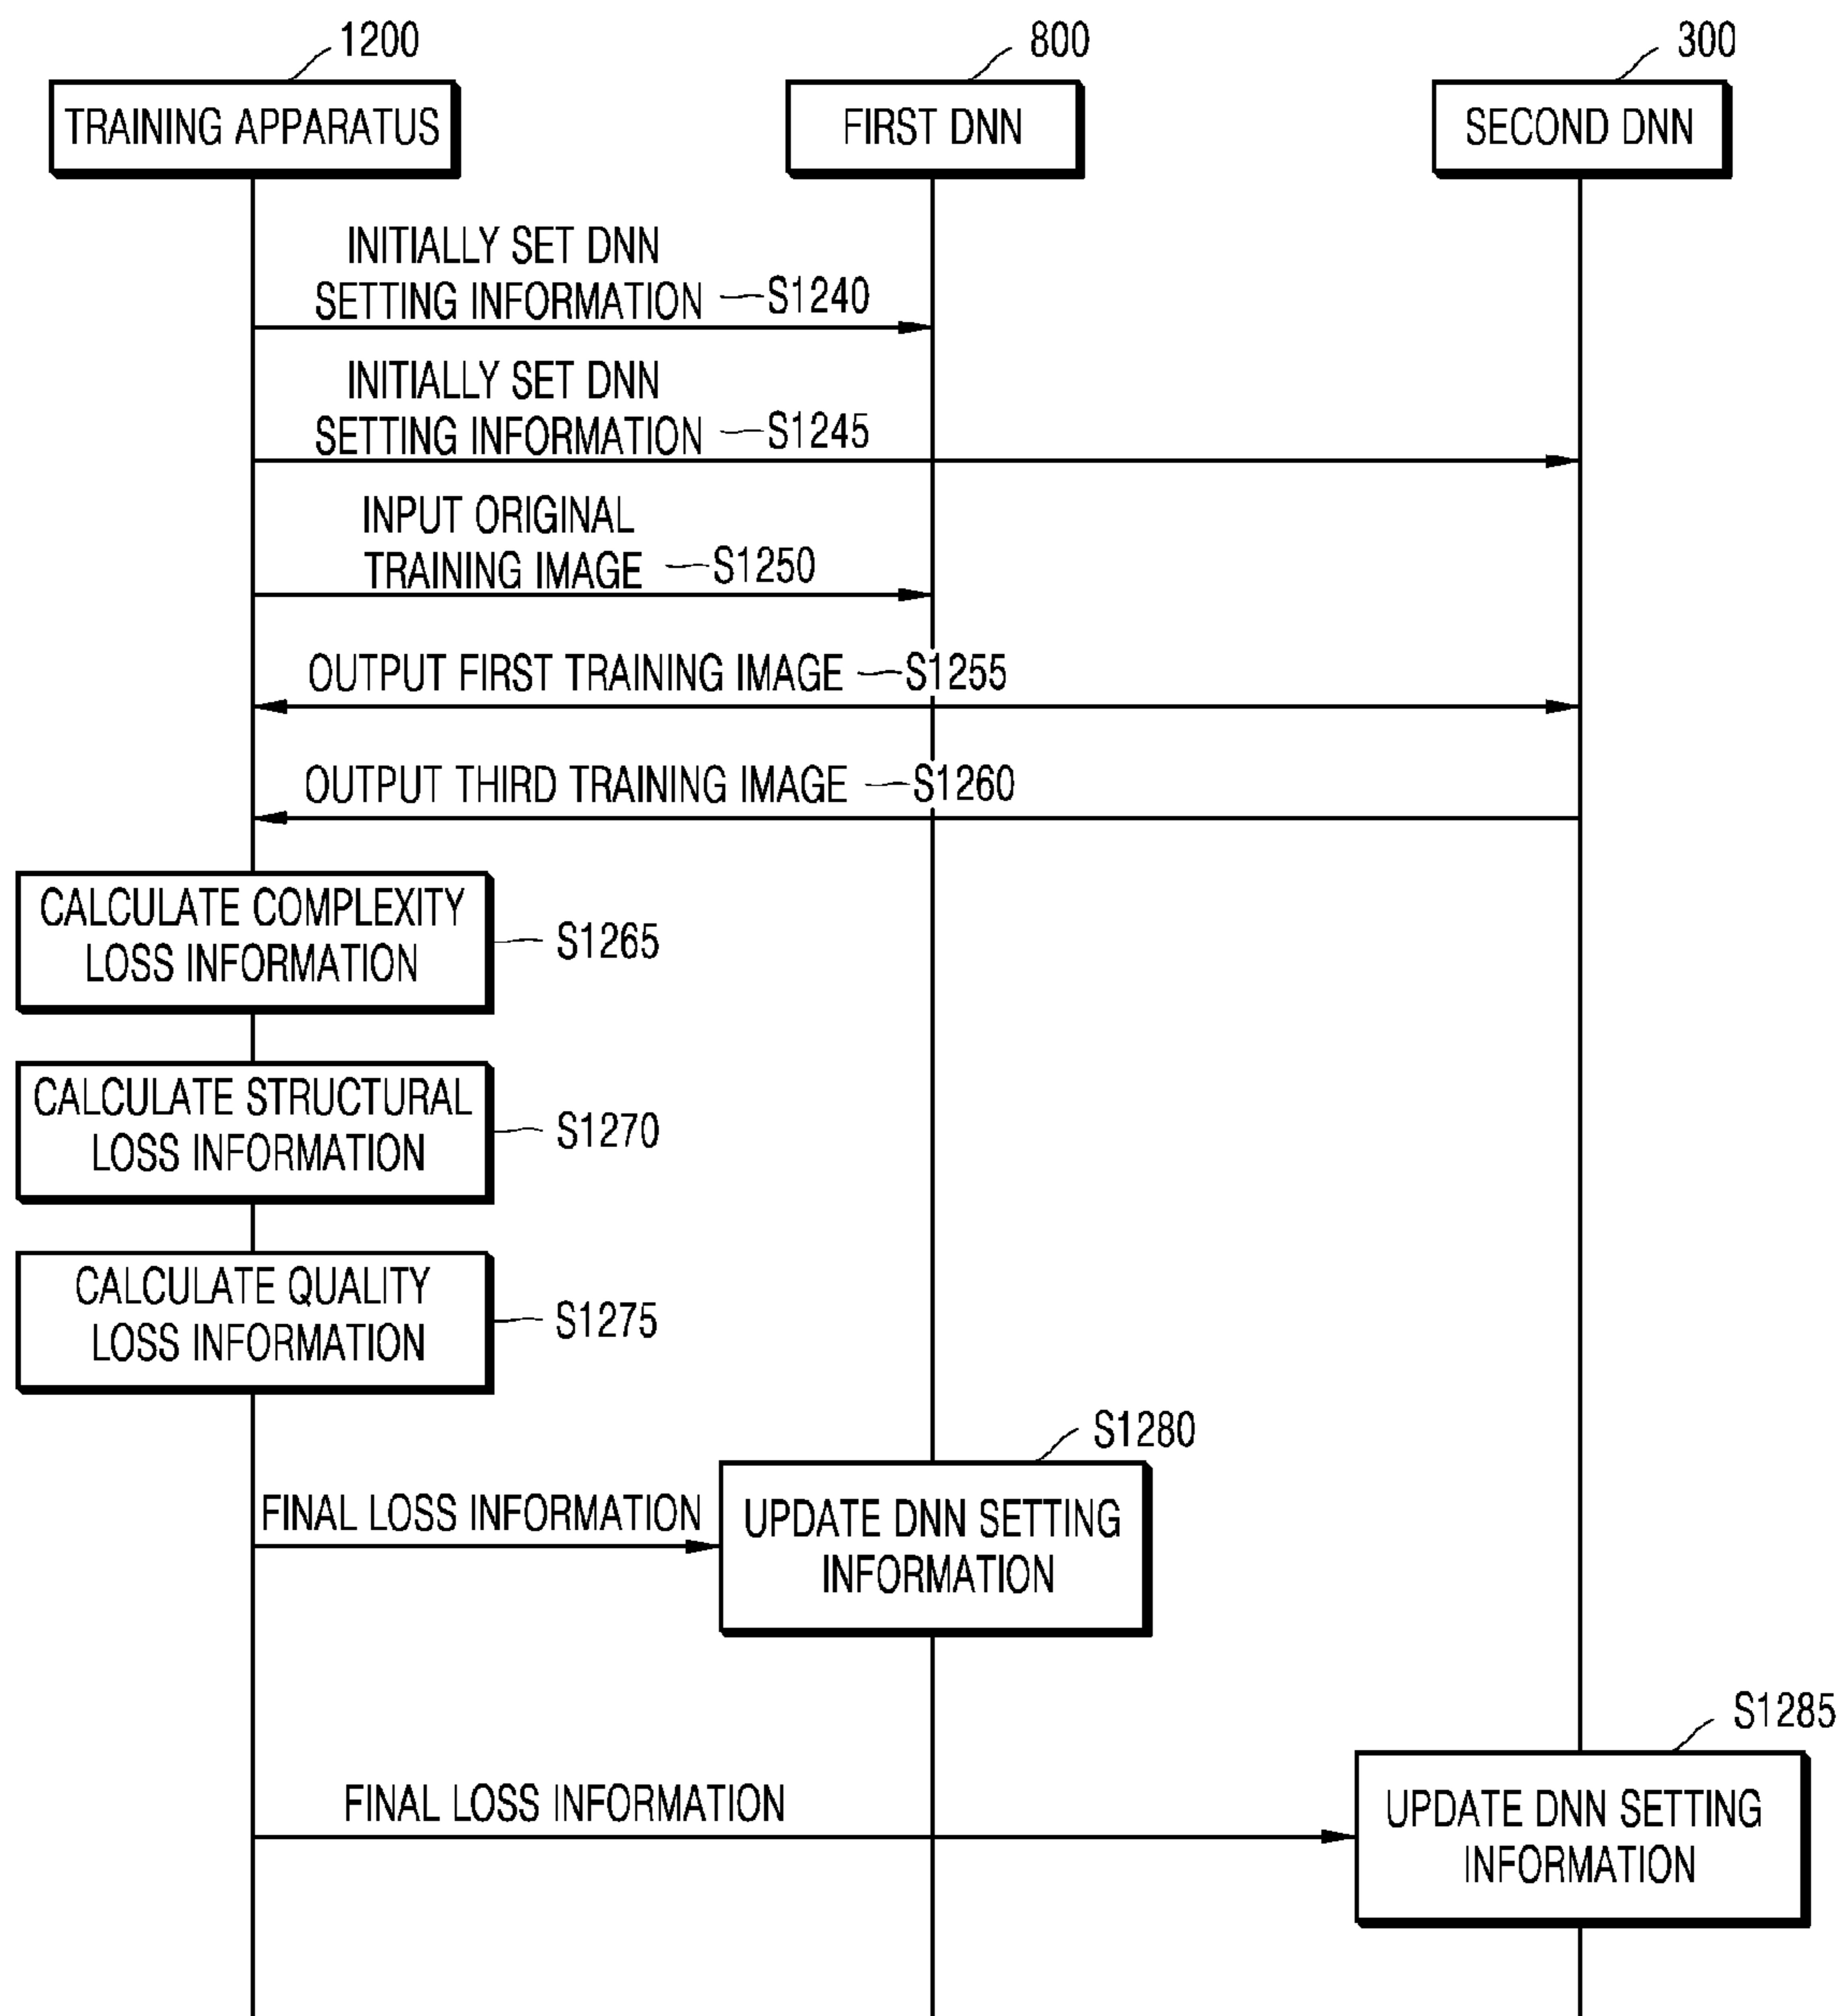 1200
800
300
TRAINING APPARATUS
FIRST DNN
SECOND DNN
INITIALLY SET DNN
SETTING INFORMATION
S1240
INITIALLY SET DNN
SETTING INFORMATION
S1245
INPUT ORIGINAL
TRAINING IMAGE
S1250
OUTPUT FIRST TRAINING IMAGE
S1255
OUTPUT THIRD TRAINING IMAGE
S1260
CALCULATE COMPLEXITY
LOSS INFORMATION
S1265
CALCULATE STRUCTURAL
LOSS INFORMATION
S1270
CALCULATE QUALITY
LOSS INFORMATION
S1275
S1280
FINAL LOSS INFORMATION
UPDATE DNN SETTING
INFORMATION
S1285
FINAL LOSS INFORMATION
UPDATE DNN SETTING
INFORMATION